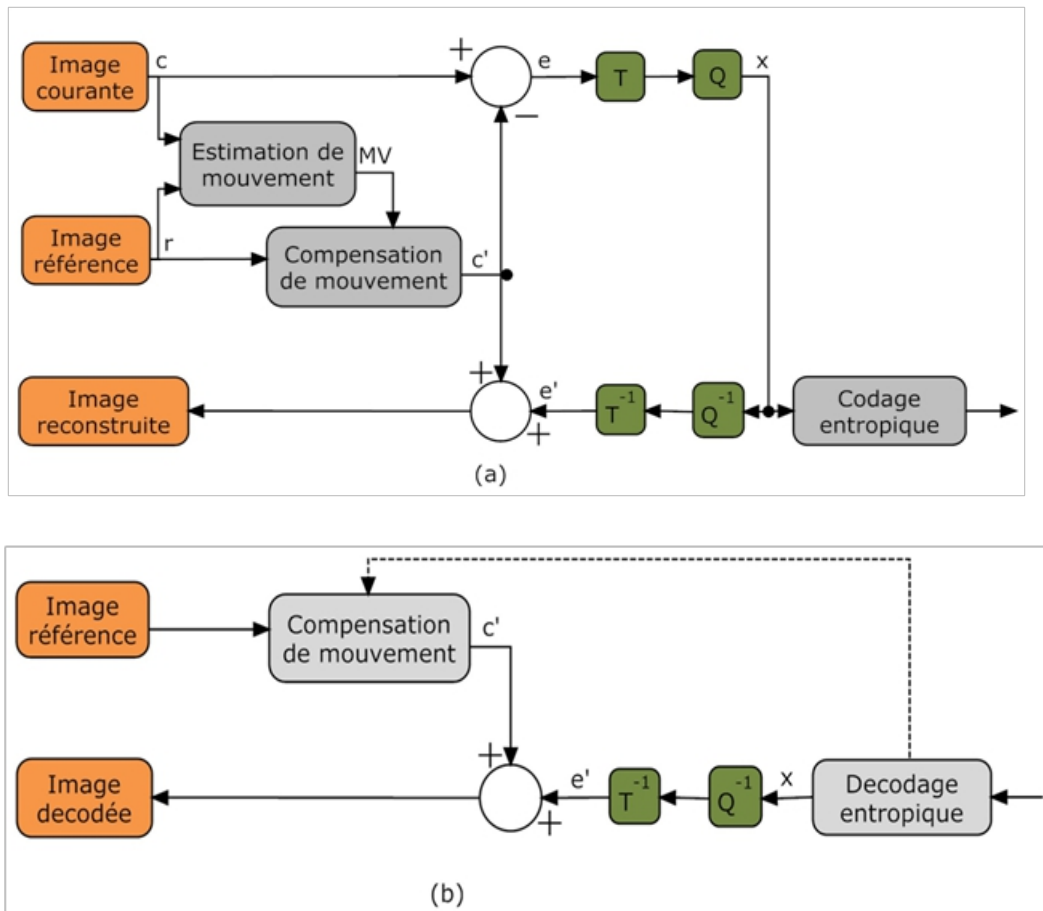 Image
courante
c
+
e
T
Q
x
−
Estimation de
mouvement
MV
Image
référence
r
Compensation
de mouvement
c'
Image
reconstruite
+
e'
+
T⁻¹
Q⁻¹
Codage
entropique
(a)
Image
référence
Compensation
de mouvement
c'
Image
decodée
+
e'
+
T⁻¹
Q⁻¹
x
Decodage
entropique
(b)